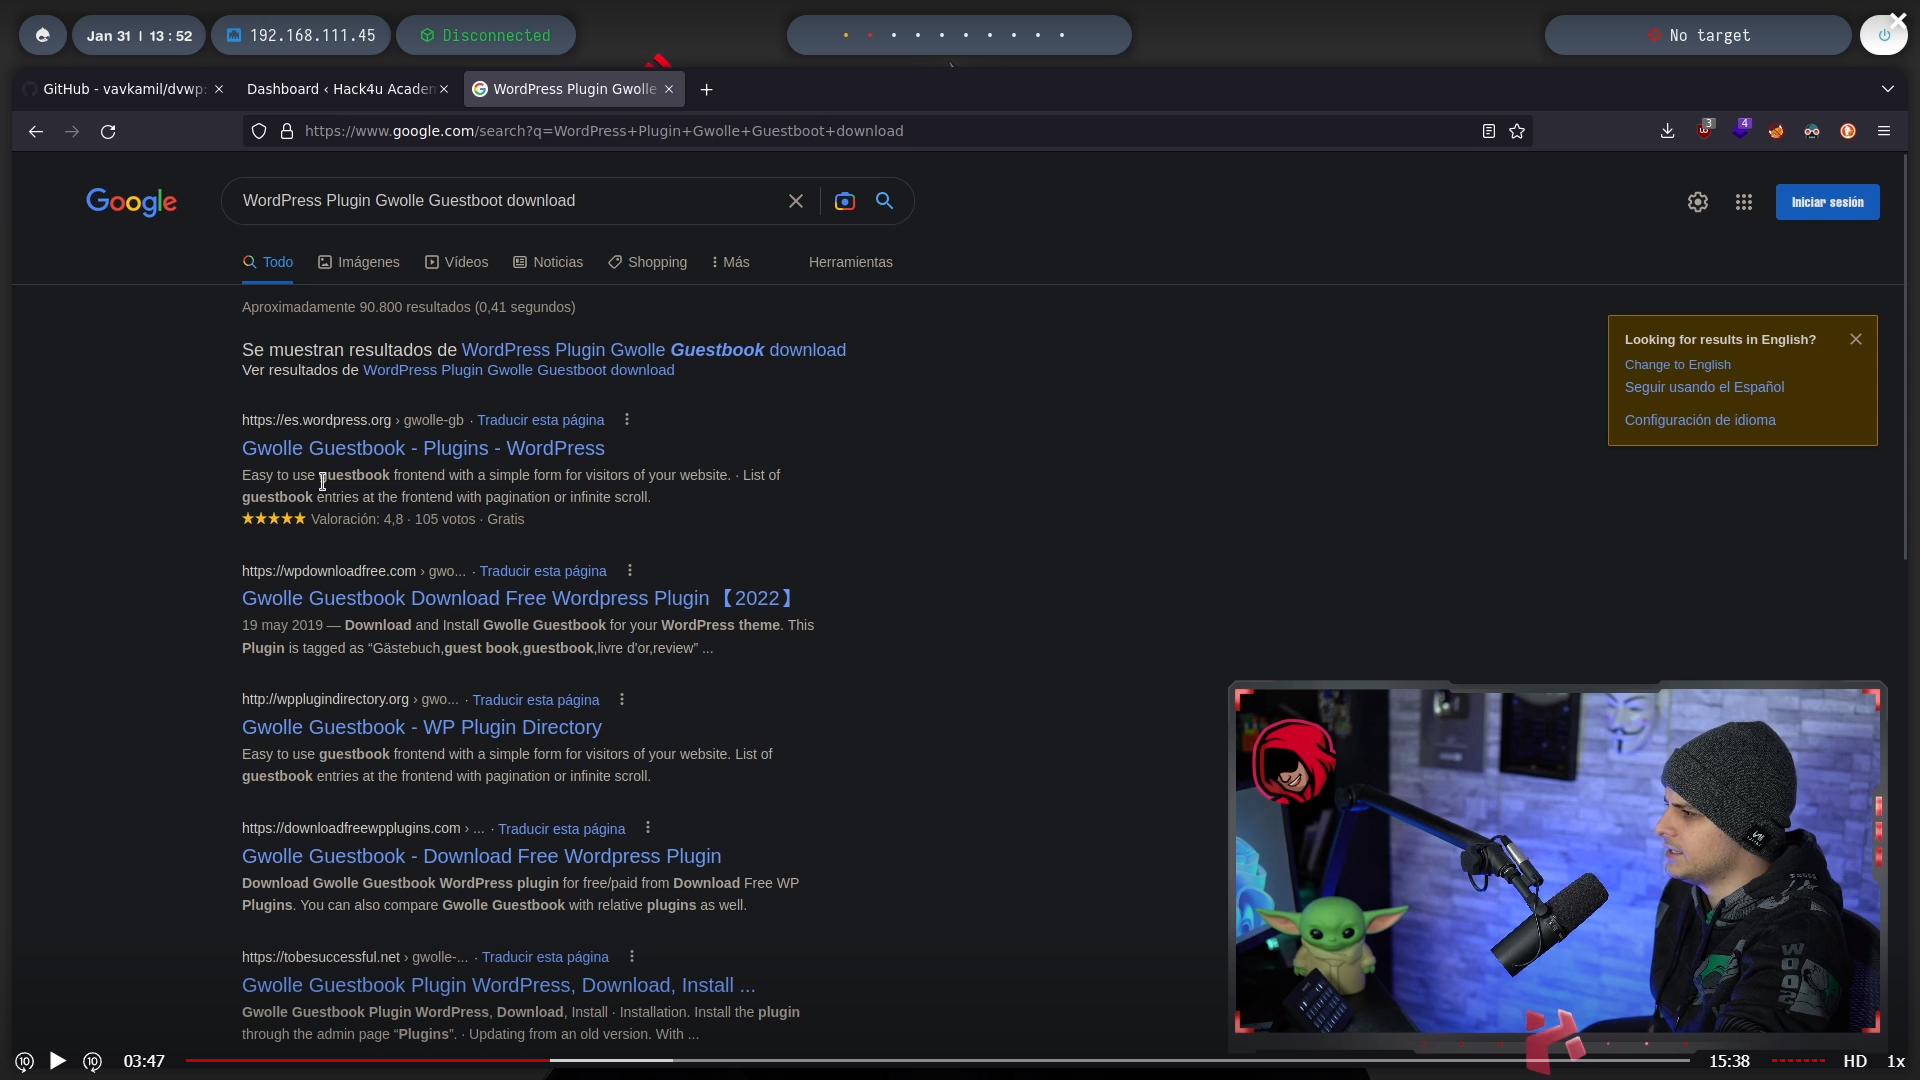 Jan 31 | 13 : 52
192.168.111.45
Disconnected
No target
GitHub - vavkamil/dvwp:
Dashboard ‹ Hack4u Academ
WordPress Plugin Gwolle
https://www.google.com/search?q=WordPress+Plugin+Gwolle+Guestboot+download
3
4
Google
WordPress Plugin Gwolle Guestboot download
Iniciar sesión
Todo
Imágenes
Vídeos
Noticias
Shopping
Más
Herramientas
Aproximadamente 90.800 resultados (0,41 segundos)
Se muestran resultados de WordPress Plugin Gwolle Guestbook download
Ver resultados de WordPress Plugin Gwolle Guestboot download
Looking for results in English?
Change to English
Seguir usando el Español
Configuración de idioma
https://es.wordpress.org › gwolle-gb · Traducir esta página
Gwolle Guestbook - Plugins - WordPress
Easy to use guestbook frontend with a simple form for visitors of your website. · List of
guestbook entries at the frontend with pagination or infinite scroll.
Valoración: 4,8 · 105 votos · Gratis
https://wpdownloadfree.com › gwo... · Traducir esta página
Gwolle Guestbook Download Free Wordpress Plugin 【2022】
19 may 2019 — Download and Install Gwolle Guestbook for your WordPress theme. This
Plugin is tagged as “Gästebuch,guest book,guestbook,livre d'or,review” ...
http://wpplugindirectory.org › gwo... · Traducir esta página
Gwolle Guestbook - WP Plugin Directory
Easy to use guestbook frontend with a simple form for visitors of your website. List of
guestbook entries at the frontend with pagination or infinite scroll.
https://downloadfreewpplugins.com › ... · Traducir esta página
Gwolle Guestbook - Download Free Wordpress Plugin
Download Gwolle Guestbook WordPress plugin for free/paid from Download Free WP
Plugins. You can also compare Gwolle Guestbook with relative plugins as well.
https://tobesuccessful.net › gwolle-... · Traducir esta página
Gwolle Guestbook Plugin WordPress, Download, Install ...
Gwolle Guestbook Plugin WordPress, Download, Install · Installation. Install the plugin
through the admin page “Plugins”. · Updating from an old version. With ...
10
10
03:47
15:38
HD
1x